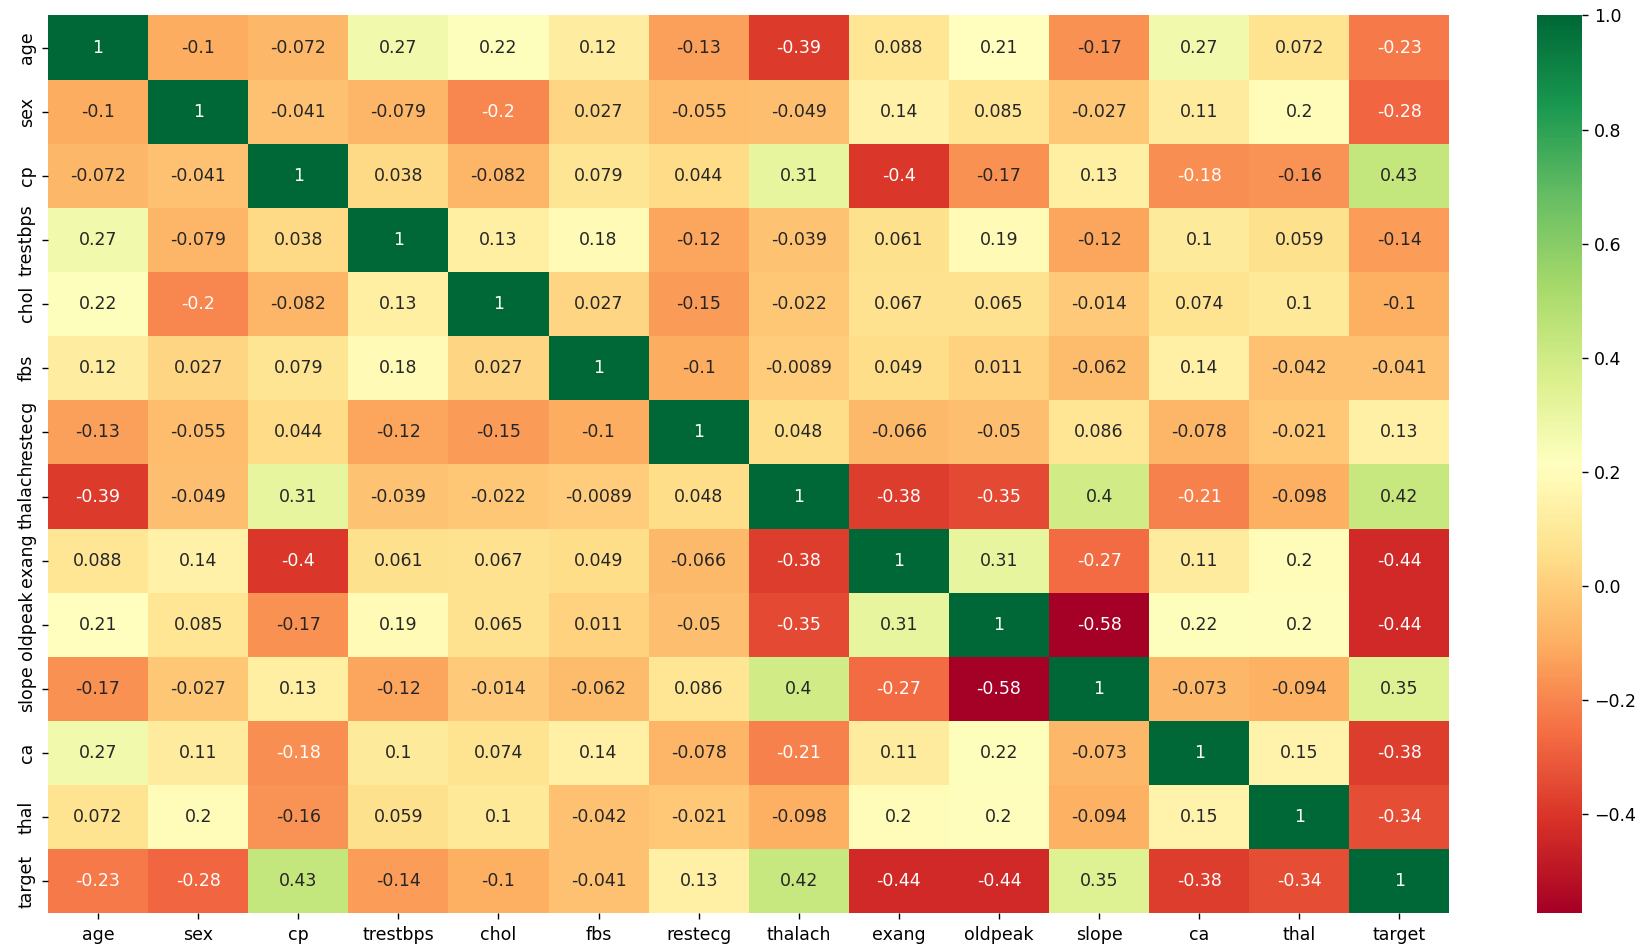 age 1 -0.1 -0.072 0.27 0.22 0.12 -0.13 -0.39 0.088 0.21 -0.17 0.27 0.072 -0.23
sex -0.1 1 -0.041 -0.079 -0.2 0.027 -0.055 -0.049 0.14 0.085 -0.027 0.11 0.2 -0.28
cp -0.072 -0.041 1 0.038 -0.082 0.079 0.044 0.31 -0.4 -0.17 0.13 -0.18 -0.16 0.43
trestbps 0.27 -0.079 0.038 1 0.13 0.18 -0.12 -0.039 0.061 0.19 -0.12 0.1 0.059 -0.14
chol 0.22 -0.2 -0.082 0.13 1 0.027 -0.15 -0.022 0.067 0.065 -0.014 0.074 0.1 -0.1
fbs 0.12 0.027 0.079 0.18 0.027 1 -0.1 -0.0089 0.049 0.011 -0.062 0.14 -0.042 -0.041
restecg -0.13 -0.055 0.044 -0.12 -0.15 -0.1 1 0.048 -0.066 -0.05 0.086 -0.078 -0.021 0.13
thalach -0.39 -0.049 0.31 -0.039 -0.022 -0.0089 0.048 1 -0.38 -0.35 0.4 -0.21 -0.098 0.42
exang 0.088 0.14 -0.4 0.061 0.067 0.049 -0.066 -0.38 1 0.31 -0.27 0.11 0.2 -0.44
oldpeak 0.21 0.085 -0.17 0.19 0.065 0.011 -0.05 -0.35 0.31 1 -0.58 0.22 0.2 -0.44
slope -0.17 -0.027 0.13 -0.12 -0.014 -0.062 0.086 0.4 -0.27 -0.58 1 -0.073 -0.094 0.35
ca 0.27 0.11 -0.18 0.1 0.074 0.14 -0.078 -0.21 0.11 0.22 -0.073 1 0.15 -0.38
thal 0.072 0.2 -0.16 0.059 0.1 -0.042 -0.021 -0.098 0.2 0.2 -0.094 0.15 1 -0.34
target -0.23 -0.28 0.43 -0.14 -0.1 -0.041 0.13 0.42 -0.44 -0.44 0.35 -0.38 -0.34 1
age sex cp trestbps chol fbs restecg thalach exang oldpeak slope ca thal target
1.0
0.8
0.6
0.4
0.2
0.0
−0.2
−0.4